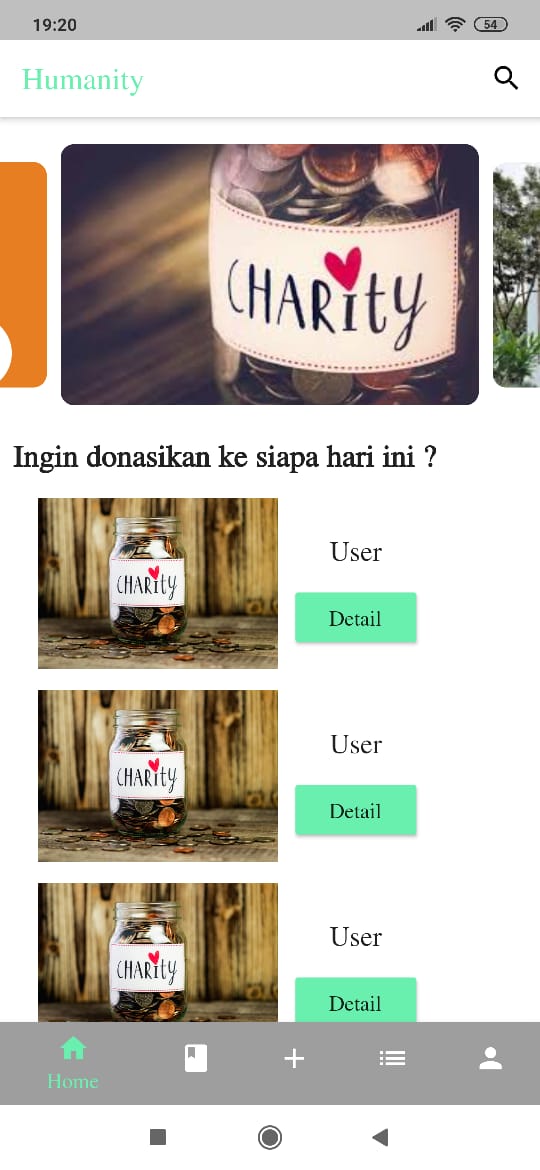 19:20
54
Humanity
CHARITY
Ingin donasikan ke siapa hari ini ?
CHARITY
User
Detail
CHARITY
User
Detail
CHARITY
User
Detail
Home